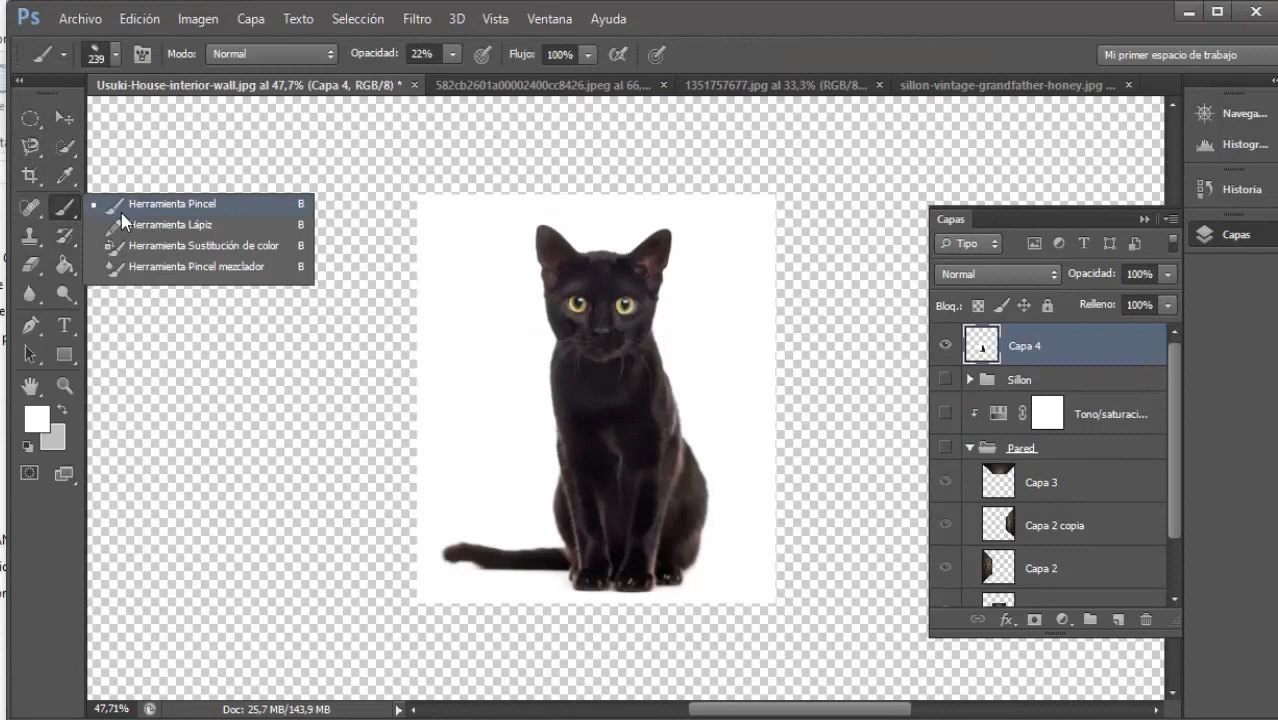 Ps Archivo Edición Imagen Capa Texto Selección Filtro 3D Vista Ventana Ayuda
239 Modo: Normal Opacidad: 22% Flujo: 100% Mi primer espacio de trabajo
Usuki-House-interior-wall.jpg al 47,7% (Capa 4, RGB/8) * × 582cb2601a00002400cc8426.jpeg al 66,... × 1351757677.jpg al 33,3% (RGB/8... × sillon-vintage-grandfather-honey.jpg ... ×
Navega...
Histogr...
Historia
Capas
Herramienta Pincel B
Herramienta Lápiz B
Herramienta Sustitución de color B
Herramienta Pincel mezclador B
Capas
Tipo
Normal Opacidad: 100%
Bloq.: Relleno: 100%
Capa 4
Sillon
Tono/saturaci...
Pared
Capa 3
Capa 2 copia
Capa 2
fx
47,71% Doc: 25,7 MB/143,9 MB